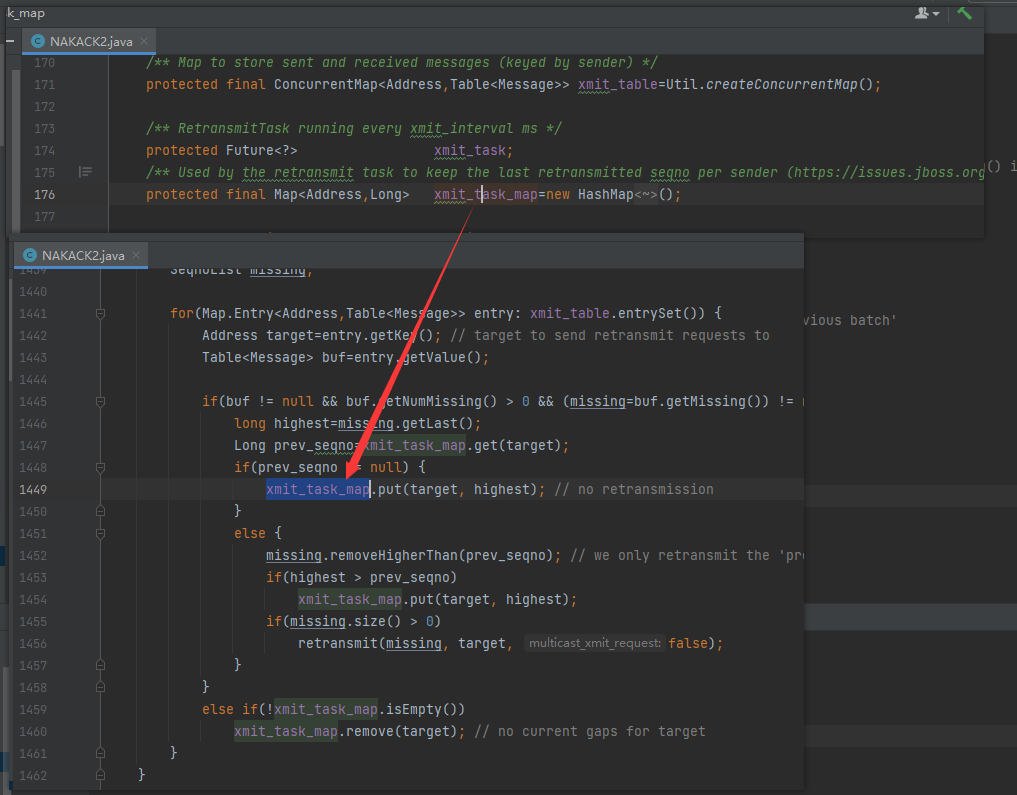 k_map
NAKACK2.java
170 /** Map to store sent and received messages (keyed by sender) */
171 protected final ConcurrentMap<Address,Table<Message>> xmit_table=Util.createConcurrentMap();
172
173 /** RetransmitTask running every xmit_interval ms */
174 protected Future<?> xmit_task;
175 /** Used by the retransmit task to keep the last retransmitted seqno per sender (https://issues.jboss.org
() i
176 protected final Map<Address,Long> xmit_task_map=new HashMap<~>();
177
NAKACK2.java
1439 SeqnoList missing;
1440
1441 for(Map.Entry<Address,Table<Message>> entry: xmit_table.entrySet()) {
vious batch'
1442 Address target=entry.getKey(); // target to send retransmit requests to
1443 Table<Message> buf=entry.getValue();
1444
1445 if(buf != null && buf.getNumMissing() > 0 && (missing=buf.getMissing()) !=
1446 long highest=missing.getLast();
1447 Long prev_seqno=xmit_task_map.get(target);
1448 if(prev_seqno == null) {
1449 xmit_task_map.put(target, highest); // no retransmission
1450 }
1451 else {
1452 missing.removeHigherThan(prev_seqno); // we only retransmit the 'pre
1453 if(highest > prev_seqno)
1454 xmit_task_map.put(target, highest);
1455 if(missing.size() > 0)
1456 retransmit(missing, target, multicast_xmit_request: false);
1457 }
1458 }
1459 else if(!xmit_task_map.isEmpty())
1460 xmit_task_map.remove(target); // no current gaps for target
1461 }
1462 }